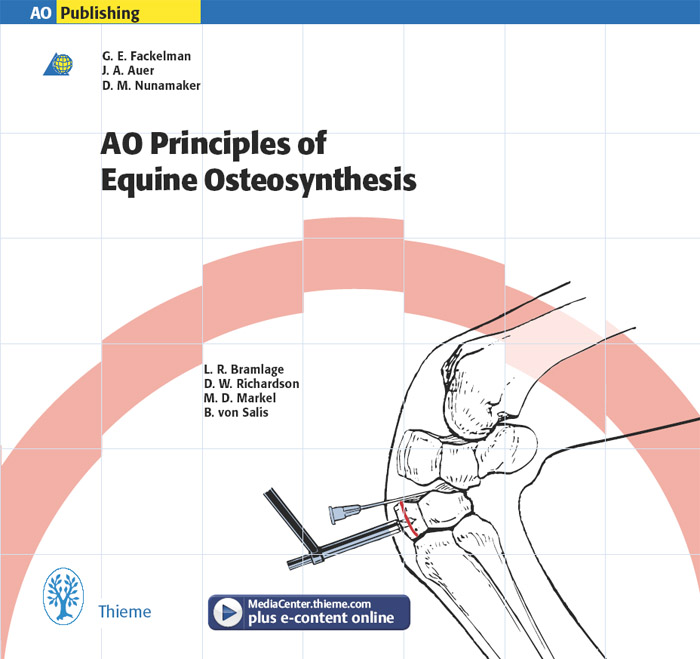 AO Publishing
G. E. Fackelman
J. A. Auer
D. M. Nunamaker
AO Principles of
Equine Osteosynthesis
L. R. Bramlage
D. W. Richardson
M. D. Markel
B. von Salis
Thieme
MediaCenter.thieme.com
plus e-content online